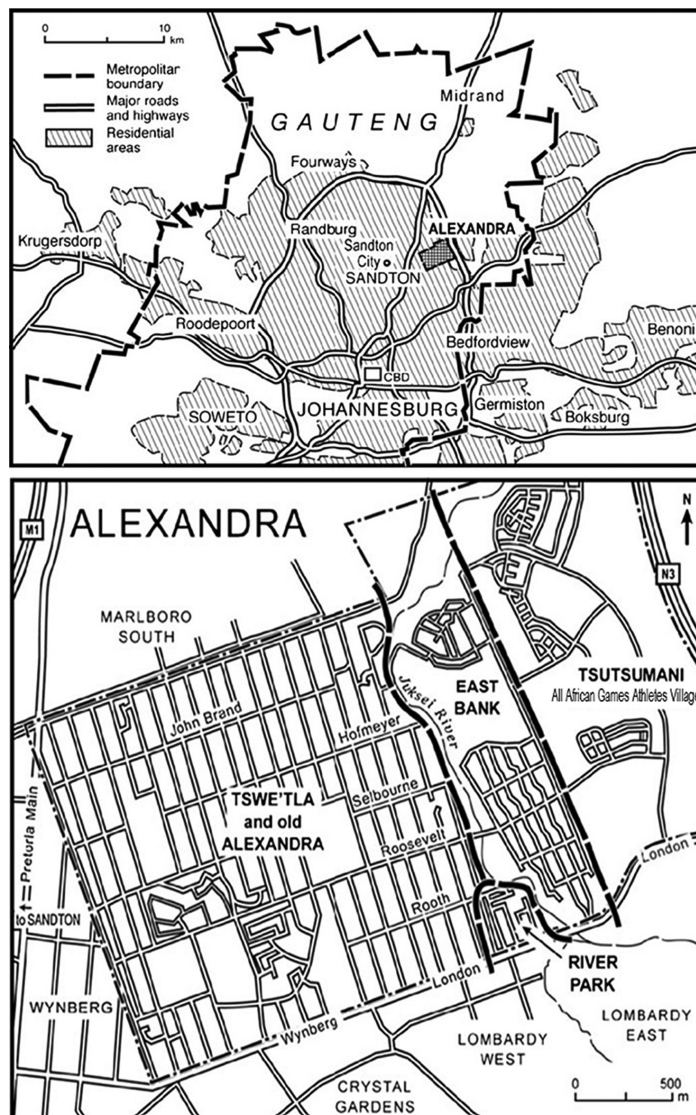 0 10
km
Metropolitan
boundary
Major roads
and highways
Residential
areas
GAUTENG
Midrand
Fourways
Randburg
ALEXANDRA
Sandton
City
SANDTON
Krugersdorp
Roodepoort
Bedfordview
Benoni
CBD
SOWETO
JOHANNESBURG
Germiston
Boksburg
M1
ALEXANDRA
N
N3
MARLBORO
SOUTH
John Brand
Hofmeyer
Joksei River
EAST
BANK
TSUTSUMANI
All African Games Athletes Village
TSWE'TLA
and old
ALEXANDRA
Selbourne
Roosevelt
Pretoria Main
to SANDTON
London
Rooth
London
RIVER
PARK
WYNBERG
Wynberg
LOMBARDY
EAST
LOMBARDY
WEST
CRYSTAL
GARDENS
0 500
m